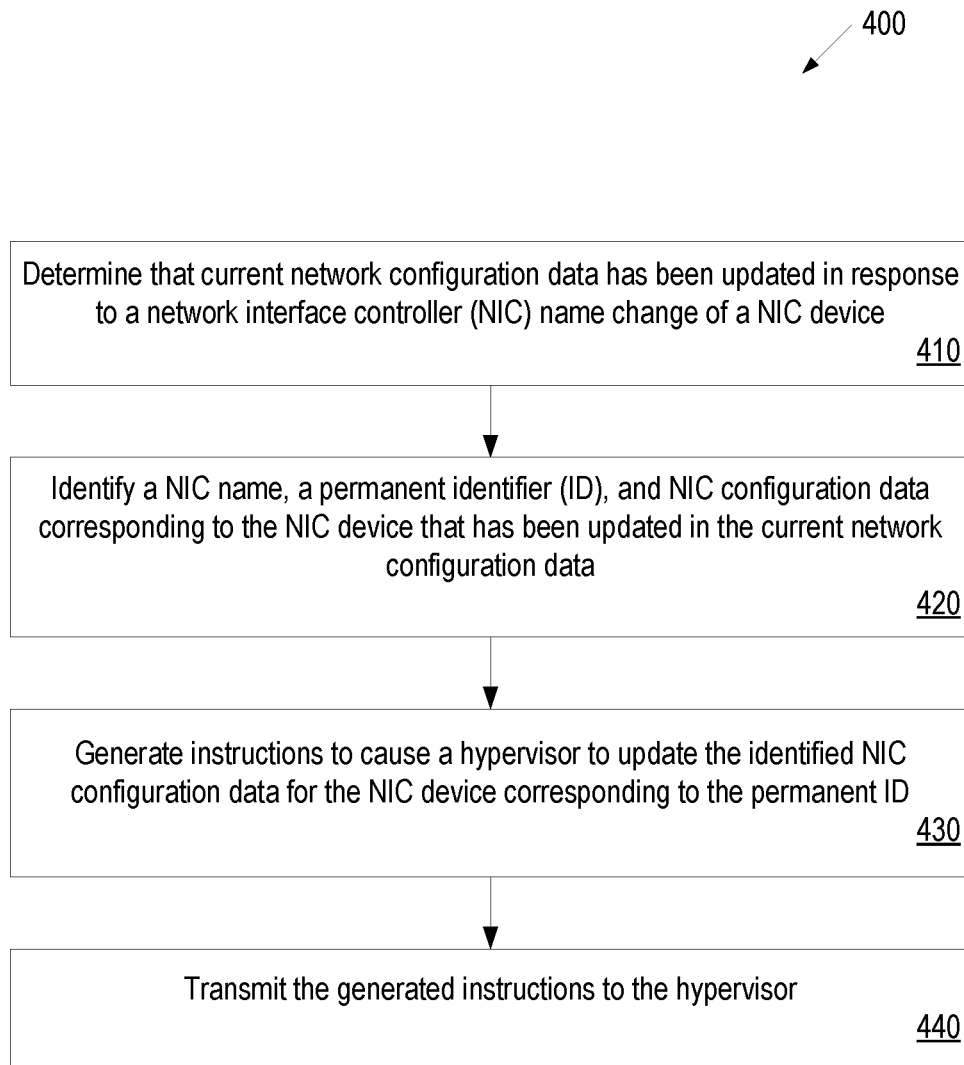 400
Determine that current network configuration data has been updated in response
to a network interface controller (NIC) name change of a NIC device
410
Identify a NIC name, a permanent identifier (ID), and NIC configuration data
corresponding to the NIC device that has been updated in the current network
configuration data
420
Generate instructions to cause a hypervisor to update the identified NIC
configuration data for the NIC device corresponding to the permanent ID
430
Transmit the generated instructions to the hypervisor
440